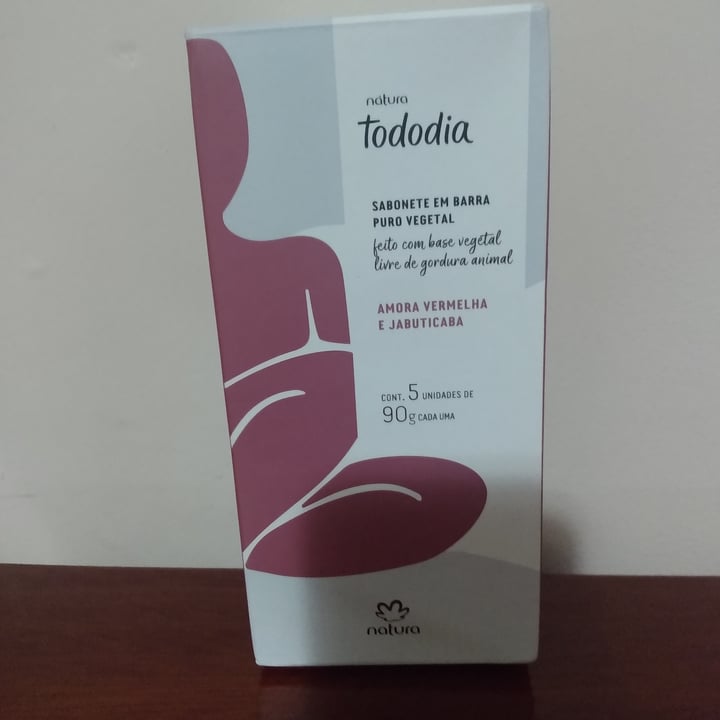 natura
tododia
SABONETE EM BARRA
PURO VEGETAL
feito com base vegetal
livre de gordura animal
AMORA VERMELHA
E JABUTICABA
CONT. 5 UNIDADES DE
90g CADA UMA
natura